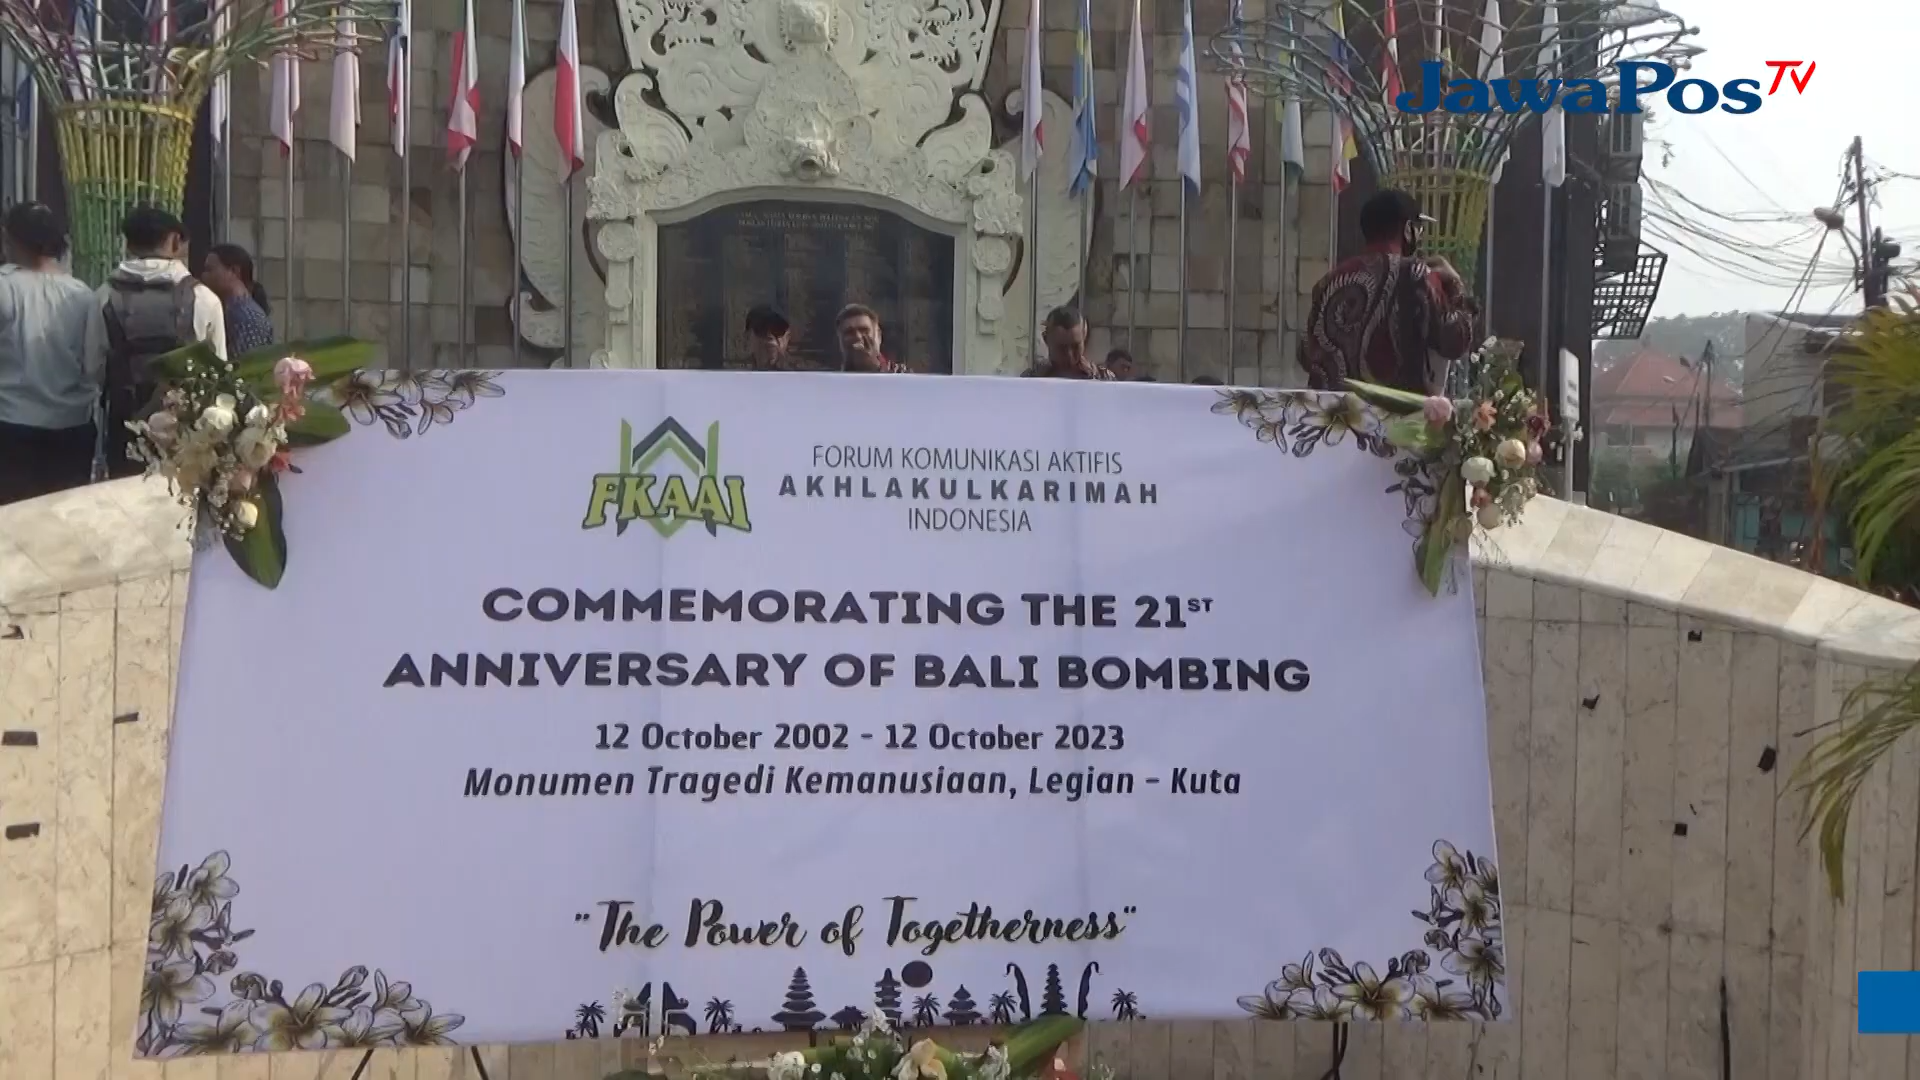 JawaPos TV
FKAAI
FORUM KOMUNIKASI AKTIFIS
AKHLAKULKARIMAH
INDONESIA
COMMEMORATING THE 21ST
ANNIVERSARY OF BALI BOMBING
12 October 2002 - 12 October 2023
Monumen Tragedi Kemanusiaan, Legian - Kuta
"The Power of Togetherness"